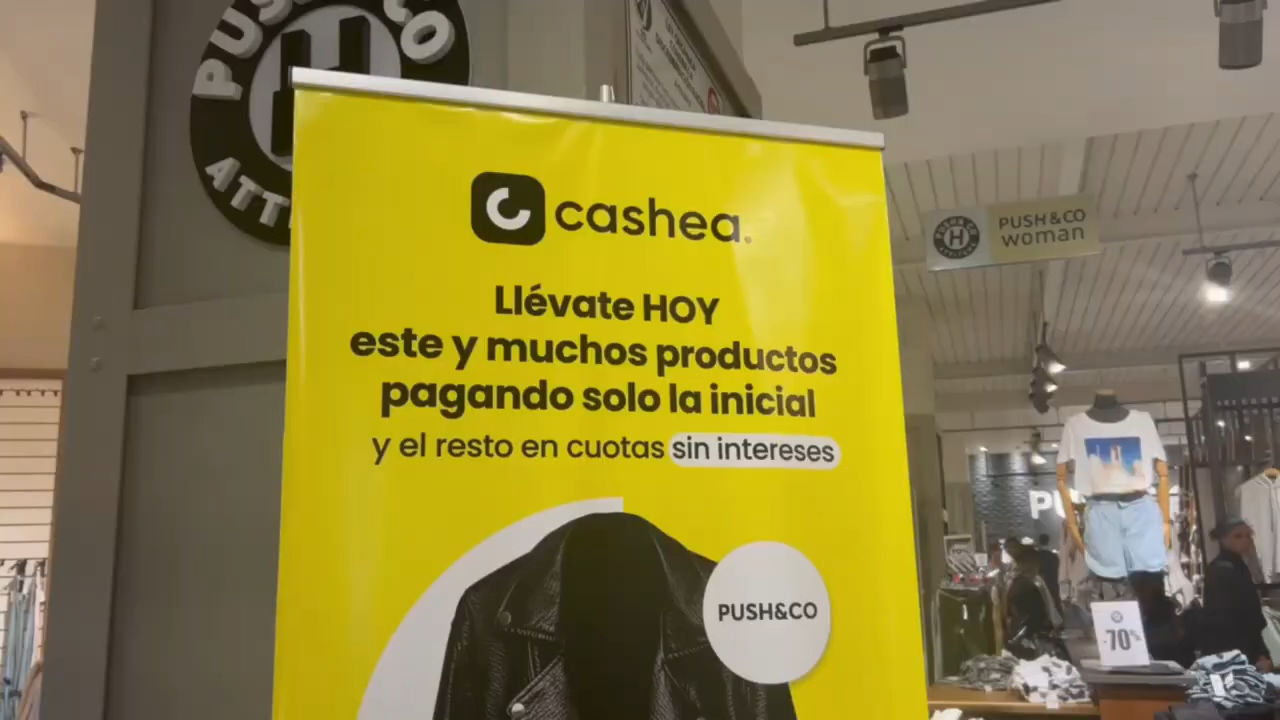 PUSH & CO
cashea.
Llévate HOY
este y muchos productos
pagando solo la inicial
y el resto en cuotas sin intereses
PUSH&CO
PUSH&CO
woman
-70%